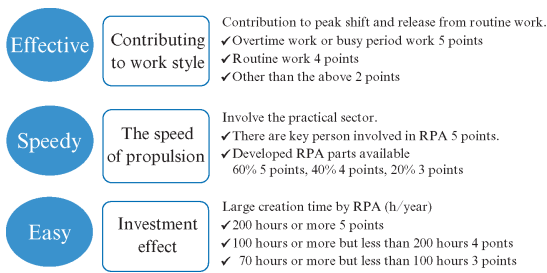 Effective
Contributing
to work style
Contribution to peak shift and release from routine work.
✓Overtime work or busy period work 5 points
✓Routine work 4 points
✓Other than the above 2 points
Speedy
The speed
of propulsion
Involve the practical sector.
✓There are key person involved in RPA 5 points.
✓Developed RPA parts available
60% 5 points, 40% 4 points, 20% 3 points
Easy
Investment
effect
Large creation time by RPA (h/year)
✓200 hours or more 5 points
✓100 hours or more but less than 200 hours 4 ponts
✓ 70 hours or more but less than 100 hours 3 points